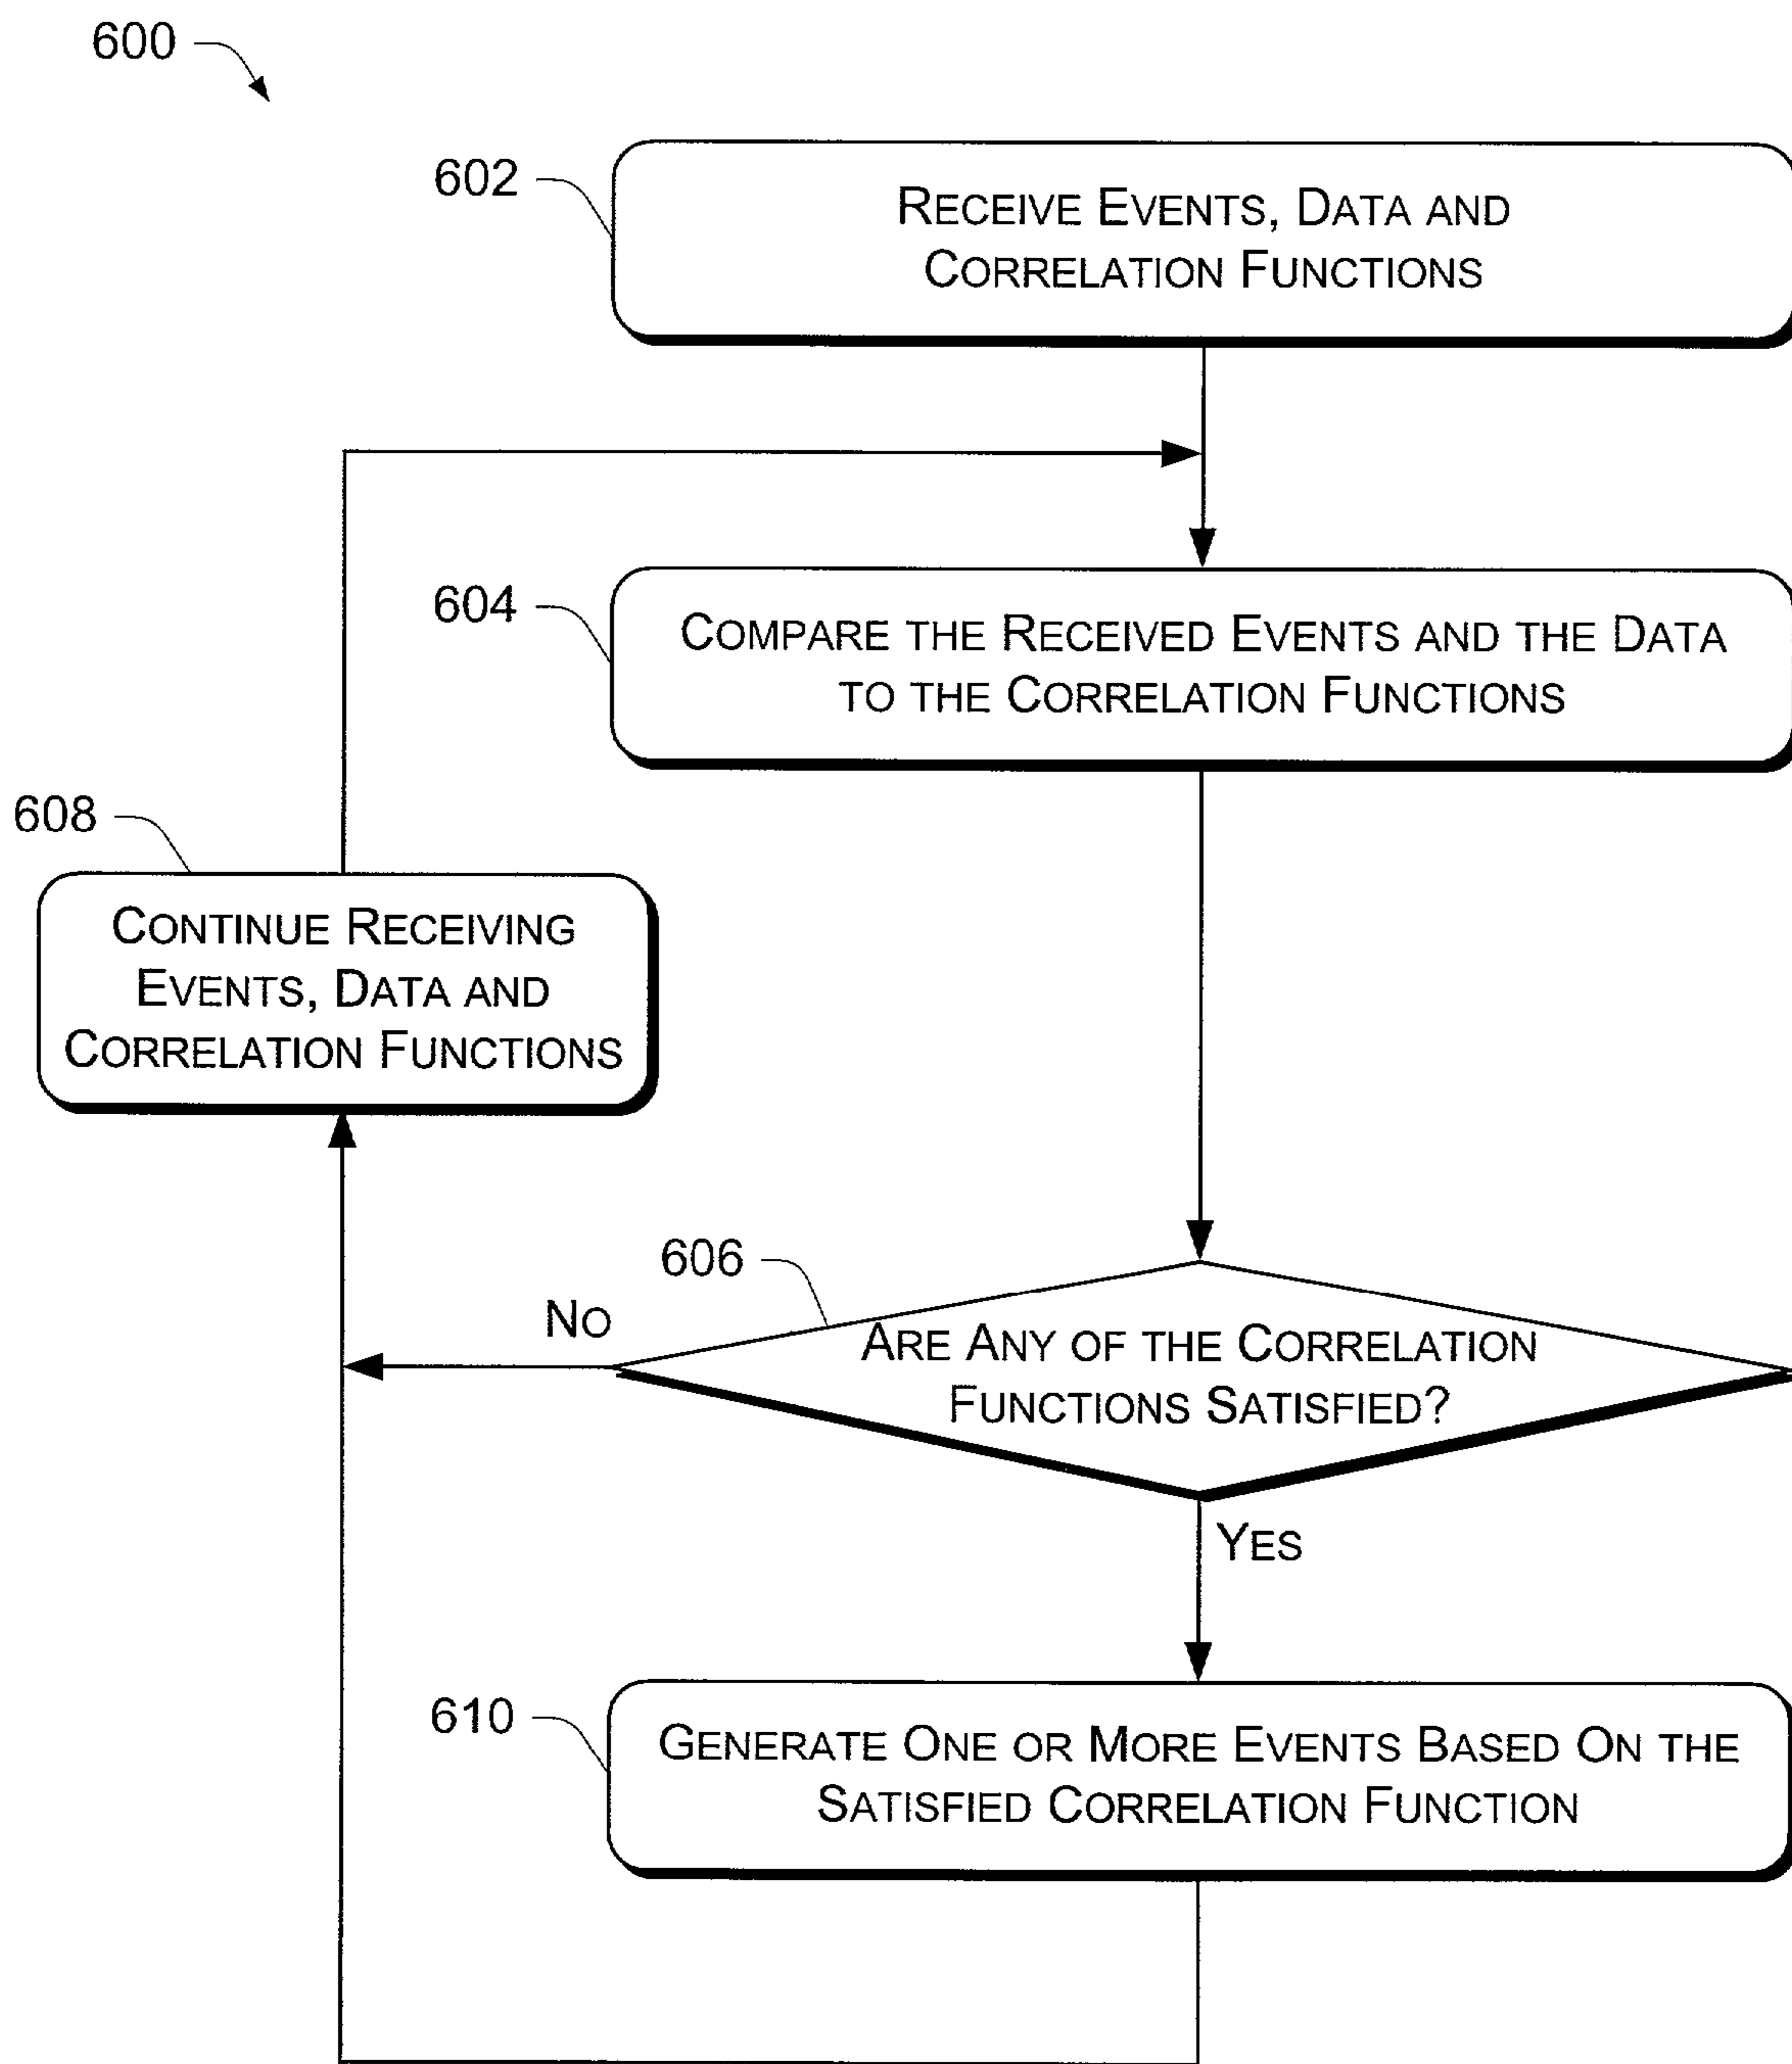 600
602
RECEIVE EVENTS, DATA AND
CORRELATION FUNCTIONS
604
COMPARE THE RECEIVED EVENTS AND THE DATA
TO THE CORRELATION FUNCTIONS
608
CONTINUE RECEIVING
EVENTS, DATA AND
CORRELATION FUNCTIONS
606
NO
ARE ANY OF THE CORRELATION
FUNCTIONS SATISFIED?
YES
610
GENERATE ONE OR MORE EVENTS BASED ON THE
SATISFIED CORRELATION FUNCTION